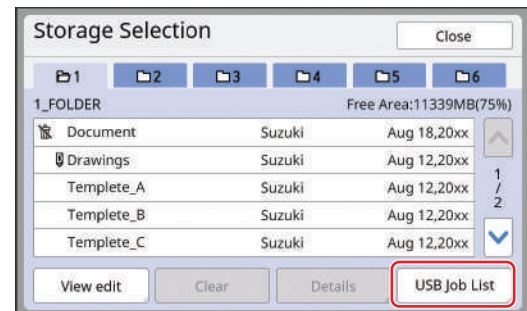 Storage Selection
Close
1
2
3
4
5
6
1_FOLDER
Free Area:11339MB(75%)
Document Suzuki Aug 18,20xx
Drawings Suzuki Aug 12,20xx
Templete_A Suzuki Aug 12,20xx
Templete_B Suzuki Aug 12,20xx
Templete_C Suzuki Aug 12,20xx
1
/
2
View edit
Clear
Details
USB Job List